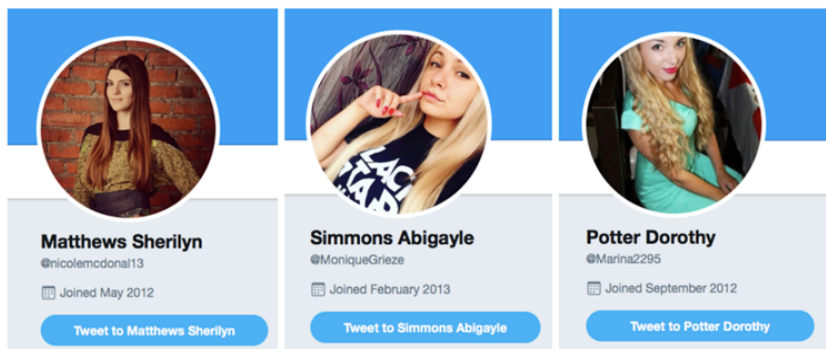 Matthews Sherilyn
@nicolemcdonal13
Joined May 2012
Tweet to Matthews Sherilyn
Simmons Abigayle
@MoniqueGrieze
Joined February 2013
Tweet to Simmons Abigayle
Potter Dorothy
@Marina2295
Joined September 2012
Tweet to Potter Dorothy